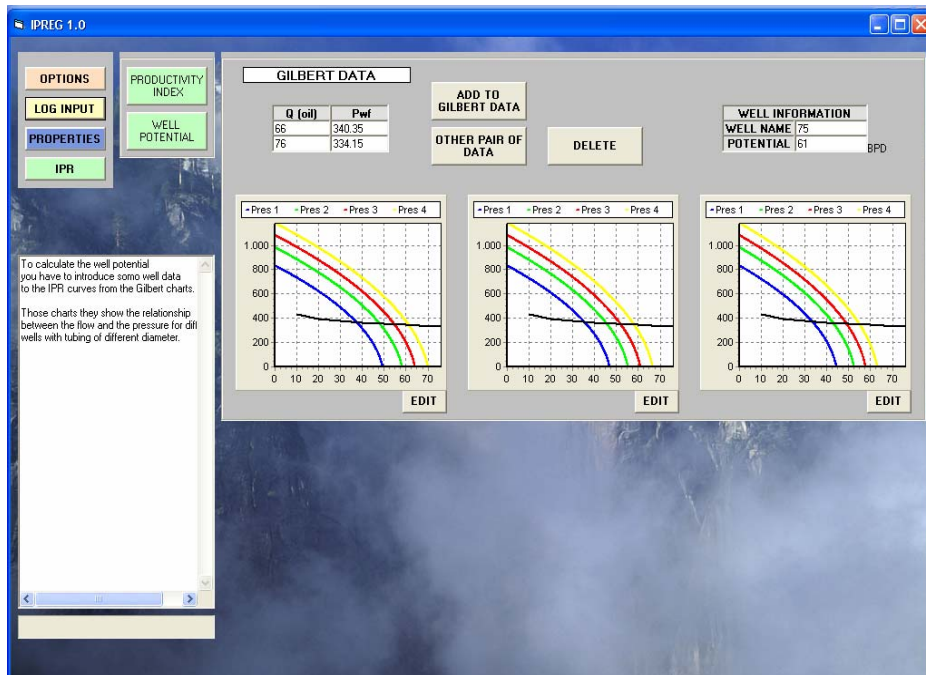 IPREG 1.0
OPTIONS
LOG INPUT
PROPERTIES
IPR
PRODUCTIVITY
INDEX
WELL
POTENTIAL
GILBERT DATA
Q (oil) Pwf
66 340.35
76 334.15
ADD TO
GILBERT DATA
OTHER PAIR OF
DATA
DELETE
WELL INFORMATION
WELL NAME 75
POTENTIAL 61
BPD
To calculate the well potential
you have to introduce somo well data
to the IPR curves from the Gilbert charts.
Those charts they show the relationship
between the flow and the pressure for difl
wells with tubing of different diameter.
Pres 1 Pres 2 Pres 3 Pres 4
1.000
800
600
400
200
0
0 10 20 30 40 50 60 70
EDIT
Pres 1 Pres 2 Pres 3 Pres 4
1.000
800
600
400
200
0
0 10 20 30 40 50 60 70
EDIT
Pres 1 Pres 2 Pres 3 Pres 4
1.000
800
600
400
200
0
0 10 20 30 40 50 60 70
EDIT